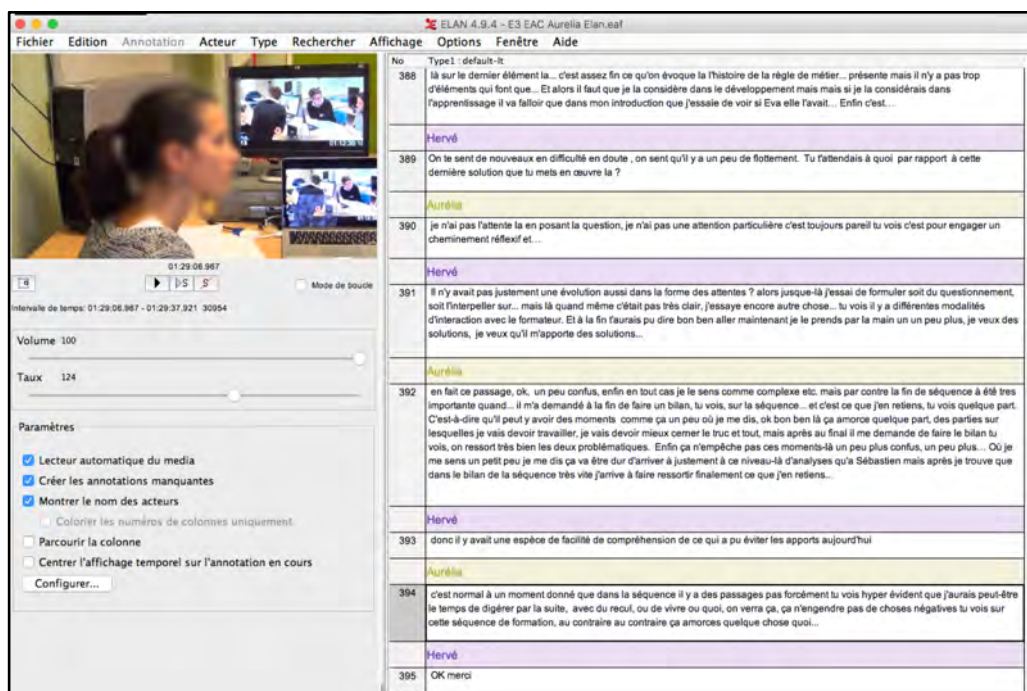 ELAN 4.9.4 - E3 EAC Aurelia Elan.eaf
Fichier Edition Annotation Acteur Type Rechercher Affichage Options Fenêtre Aide
01:12:30
01:29:06.967
Mode de boucle
Intervalle de temps: 01:29:06.967 - 01:29:37.921 30954
Volume 100
Taux 124
Paramètres
Lecteur automatique du media
Créer les annotations manquantes
Montrer le nom des acteurs
Colorier les numéros de colonnes uniquement
Parcourir la colonne
Centrer l'affichage temporel sur l'annotation en cours
Configurer...
No Type1 : default-lt
388 là sur le dernier élément la... c'est assez fin ce qu'on évoque la l'histoire de la règle de métier... présente mais il n'y a pas trop
d'éléments qui font que... Et alors il faut que je la considère dans le développement mais mais si je la considérais dans
l'apprentissage il va falloir que dans mon introduction que j'essaie de voir si Eva elle l'avait... Enfin c'est...
Hervé
389 On te sent de nouveaux en difficulté en doute , on sent qu'il y a un peu de flottement. Tu t'attendais à quoi par rapport à cette
dernière solution que tu mets en œuvre la ?
Aurélia
390 je n'ai pas l'attente la en posant la question, je n'ai pas une attention particulière c'est toujours pareil tu vois c'est pour engager un
cheminement réflexif et...
Hervé
391 Il n'y avait pas justement une évolution aussi dans la forme des attentes ? alors jusque-là j'essai de formuler soit du questionnement,
soit l'interpeller sur... mais là quand même c'était pas très clair, j'essaye encore autre chose... tu vois il y a différentes modalités
d'interaction avec le formateur. Et à la fin t'aurais pu dire bon ben aller maintenant je le prends par la main un un peu plus, je veux des
solutions, je veux qu'il m'apporte des solutions...
Aurélia
392 en fait ce passage, ok, un peu confus, enfin en tout cas je le sens comme complexe etc. mais par contre la fin de séquence à été tres
importante quand... il m'a demandé à la fin de faire un bilan, tu vois, sur la séquence... et c'est ce que j'en retiens, tu vois quelque part.
C'est-à-dire qu'il peut y avoir des moments comme ça un peu où je me dis, ok bon ben là ça amorce quelque part, des parties sur
lesquelles je vais devoir travailler, je vais devoir mieux cerner le truc et tout, mais après au final il me demande de faire le bilan tu
vois, on ressort très bien les deux problématiques. Enfin ça n'empêche pas ces moments-là un peu plus confus, un peu plus... Où je
me sens un petit peu je me dis ça va être dur d'arriver à justement à ce niveau-là d'analyses qu'a Sébastien mais après je trouve que
dans le bilan de la séquence très vite j'arrive à faire ressortir finalement ce que j'en retiens...
Hervé
393 donc il y avait une espèce de facilité de compréhension de ce qui a pu éviter les apports aujourd'hui
Aurélia
394 c'est normal à un moment donné que dans la séquence il y a des passages pas forcément tu vois hyper évident que j'aurais peut-être
le temps de digérer par la suite, avec du recul, ou de vivre ou quoi, on verra ça, ça n'engendre pas de choses négatives tu vois sur
cette séquence de formation, au contraire au contraire ça amorces quelque chose quoi...
Hervé
395 OK merci